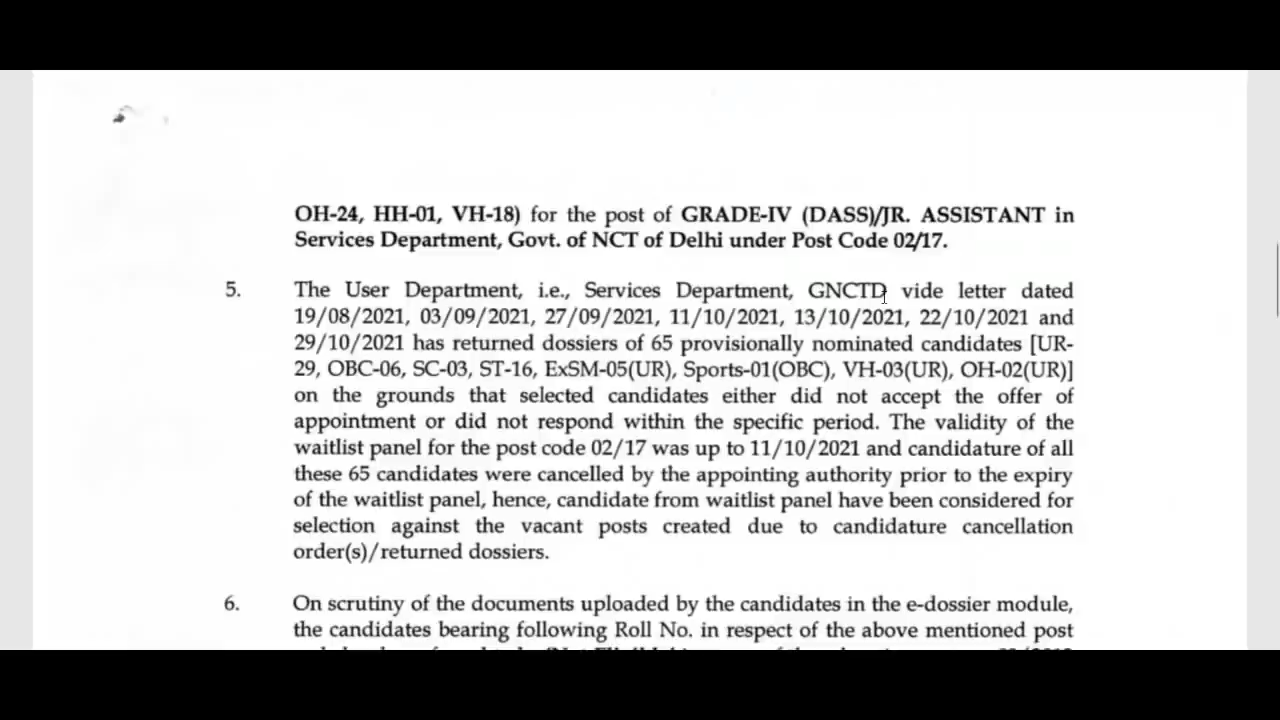 OH-24, HH-01, VH-18) for the post of GRADE-IV (DASS)/JR. ASSISTANT in
Services Department, Govt. of NCT of Delhi under Post Code 02/17.
5. The User Department, i.e., Services Department, GNCTD vide letter dated
19/08/2021, 03/09/2021, 27/09/2021, 11/10/2021, 13/10/2021, 22/10/2021 and
29/10/2021 has returned dossiers of 65 provisionally nominated candidates [UR-
29, OBC-06, SC-03, ST-16, ExSM-05(UR), Sports-01(OBC), VH-03(UR), OH-02(UR)]
on the grounds that selected candidates either did not accept the offer of
appointment or did not respond within the specific period. The validity of the
waitlist panel for the post code 02/17 was up to 11/10/2021 and candidature of all
these 65 candidates were cancelled by the appointing authority prior to the expiry
of the waitlist panel, hence, candidate from waitlist panel have been considered for
selection against the vacant posts created due to candidature cancellation
order(s)/returned dossiers.
6. On scrutiny of the documents uploaded by the candidates in the e-dossier module,
the candidates bearing following Roll No. in respect of the above mentioned post